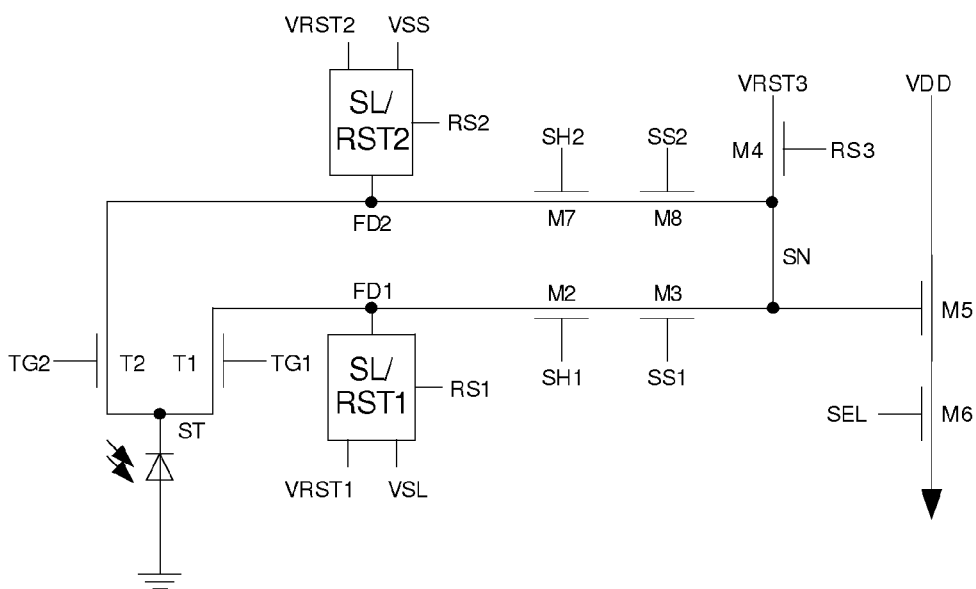 VRST2 VSS
SL/
RST2
RS2
SH2 SS2
VRST3
VDD
M4
RS3
FD2
M7
M8
SN
FD1
M2
M3
M5
TG2
T2
T1
TG1
SL/
RST1
RS1
SH1
SS1
SEL
M6
ST
VRST1 VSL